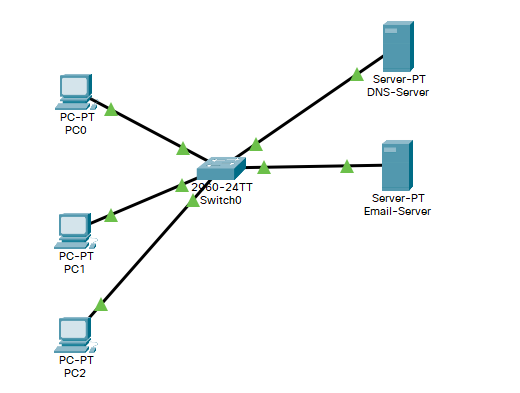 Server-PT
DNS-Server
PC-PT
PC0
2960-24TT
Switch0
Server-PT
Email-Server
PC-PT
PC1
PC-PT
PC2